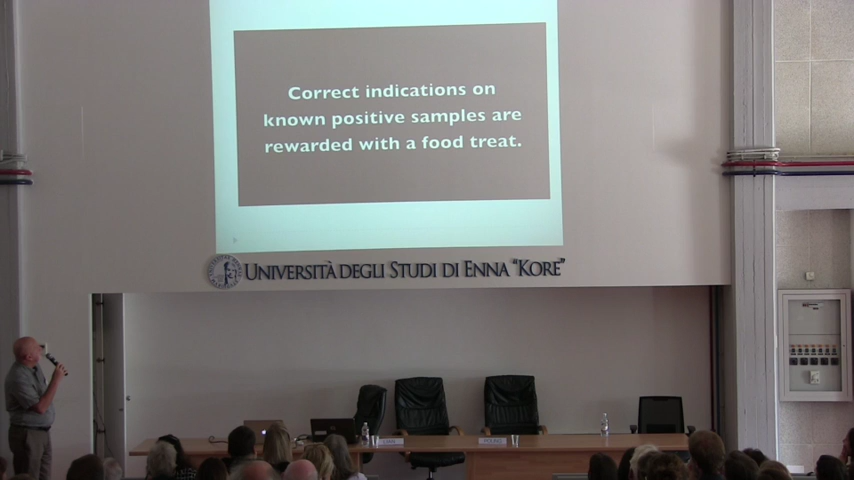 Correct indications on
known positive samples are
rewarded with a food treat.
UNIVERSITÀ DEGLI STUDI DI ENNA "KORE"